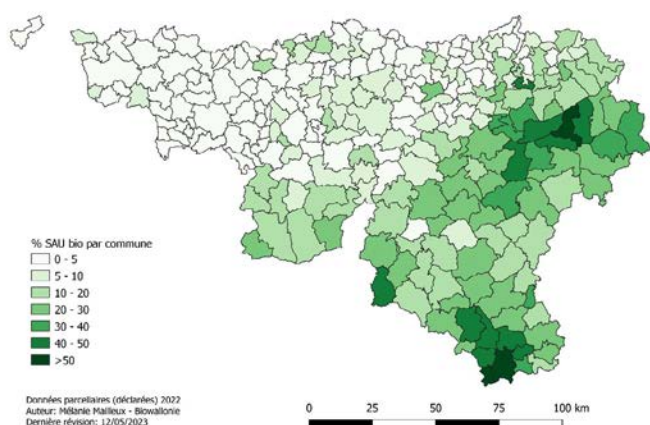 % SAU bio par commune
0 - 5
5 - 10
10 - 20
20 - 30
30 - 40
40 - 50
>50
Données parcellaires (déclarées) 2022
Auteur: Mélanie Mailleux - Biowallonie
Dernière révision: 12/05/2023
0 25 50 75 100 km